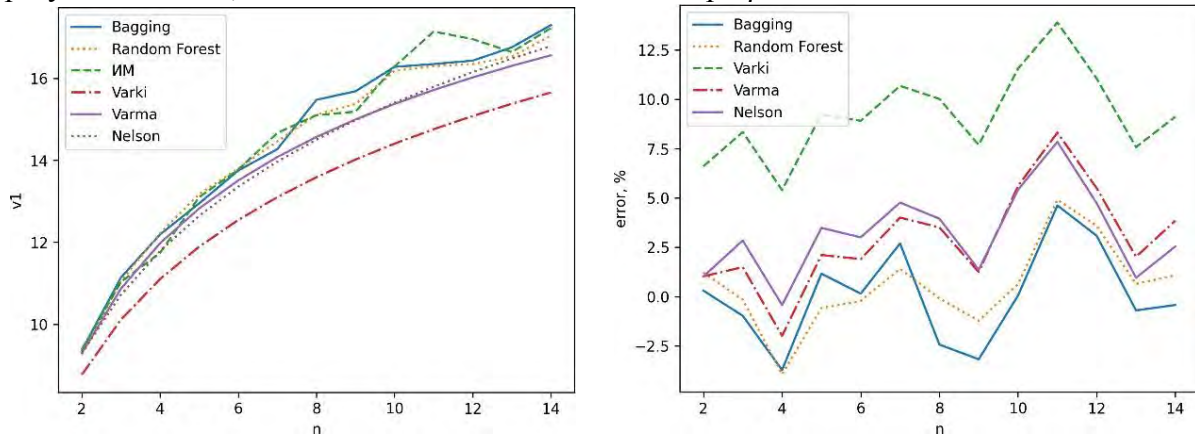 Bagging
Random Forest
ИМ
Varki
Varma
Nelson
v1
16
14
12
10
2 4 6 8 10 12 14
n
Bagging
Random Forest
Varki
Varma
Nelson
error, %
12.5
10.0
7.5
5.0
2.5
0.0
−2.5
2 4 6 8 10 12 14
n